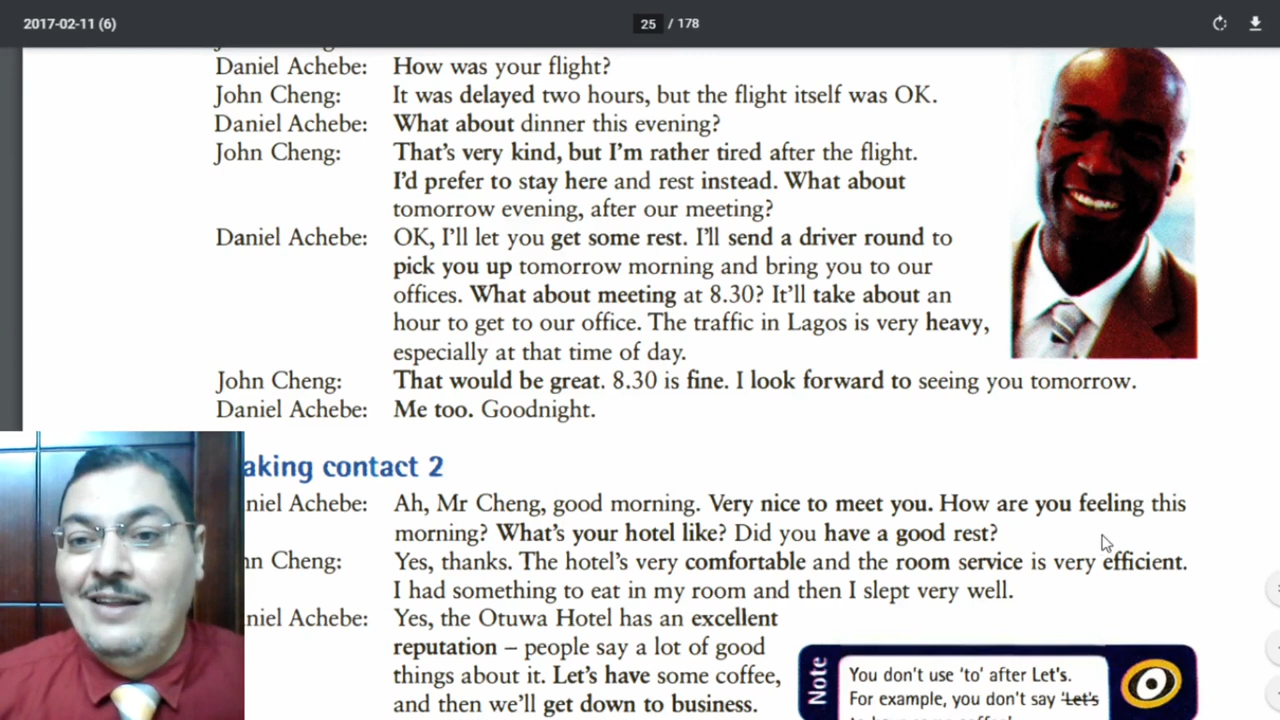 2017-02-11 (6)
25 / 178
Daniel Achebe: How was your flight?
John Cheng: It was delayed two hours, but the flight itself was OK.
Daniel Achebe: What about dinner this evening?
John Cheng: That's very kind, but I'm rather tired after the flight.
I'd prefer to stay here and rest instead. What about
tomorrow evening, after our meeting?
Daniel Achebe: OK, I'll let you get some rest. I'll send a driver round to
pick you up tomorrow morning and bring you to our
offices. What about meeting at 8.30? It'll take about an
hour to get to our office. The traffic in Lagos is very heavy,
especially at that time of day.
John Cheng: That would be great. 8.30 is fine. I look forward to seeing you tomorrow.
Daniel Achebe: Me too. Goodnight.
aking contact 2
niel Achebe: Ah, Mr Cheng, good morning. Very nice to meet you. How are you feeling this
morning? What's your hotel like? Did you have a good rest?
hn Cheng: Yes, thanks. The hotel's very comfortable and the room service is very efficient.
I had something to eat in my room and then I slept very well.
niel Achebe: Yes, the Otuwa Hotel has an excellent
reputation – people say a lot of good
things about it. Let's have some coffee,
and then we'll get down to business.
Note
You don't use 'to' after Let's.
For example, you don't say 'Let's